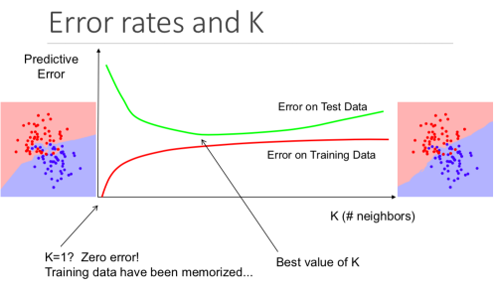 Error rates and K
Predictive
Error
Error on Test Data
Error on Training Data
K (# neighbors)
K=1? Zero error!
Training data have been memorized...
Best value of K